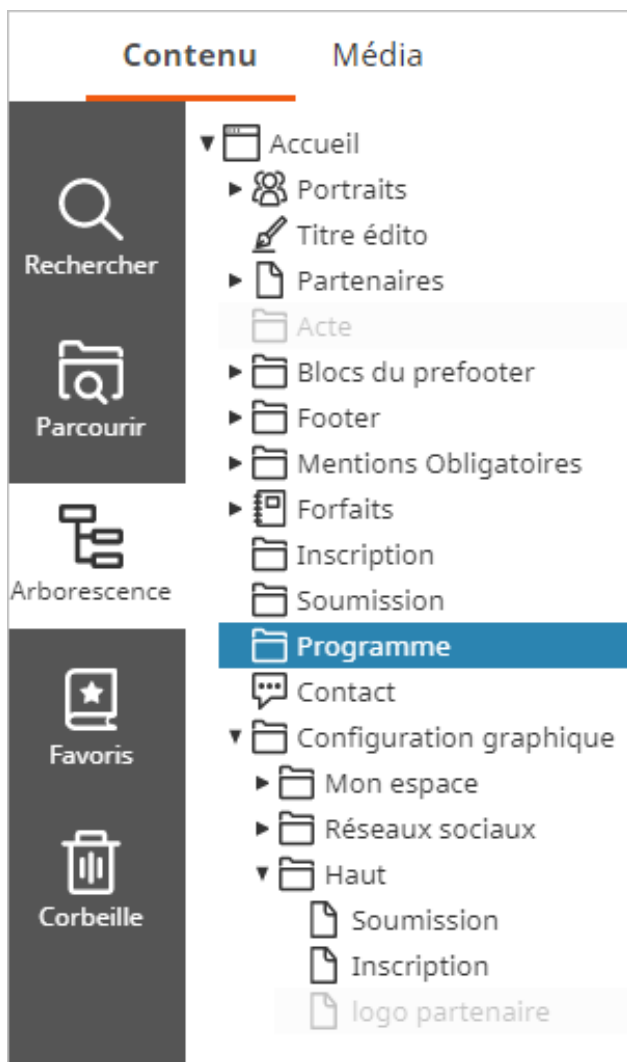 Contenu Média
Rechercher
Parcourir
Arborescence
Favoris
Corbeille
Accueil
Portraits
Titre édito
Partenaires
Acte
Blocs du prefooter
Footer
Mentions Obligatoires
Forfaits
Inscription
Soumission
Programme
Contact
Configuration graphique
Mon espace
Réseaux sociaux
Haut
Soumission
Inscription
logo partenaire